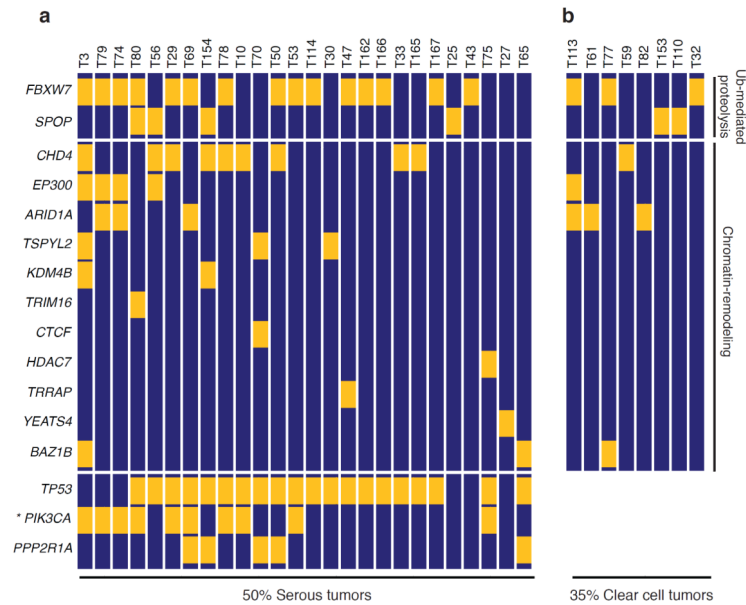 a
b
T3 T79 T74 T80 T56 T29 T69 T154 T78 T10 T70 T50 T53 T114 T30 T47 T162 T166 T33 T165 T167 T25 T43 T75 T27 T65
T113 T61 T77 T59 T82 T153 T110 T32
FBXW7
SPOP
Ub-mediated
proteolysis
CHD4
EP300
ARID1A
TSPYL2
KDM4B
TRIM16
CTCF
HDAC7
TRRAP
YEATS4
BAZ1B
Chromatin-remodeling
TP53
* PIK3CA
PPP2R1A
50% Serous tumors
35% Clear cell tumors